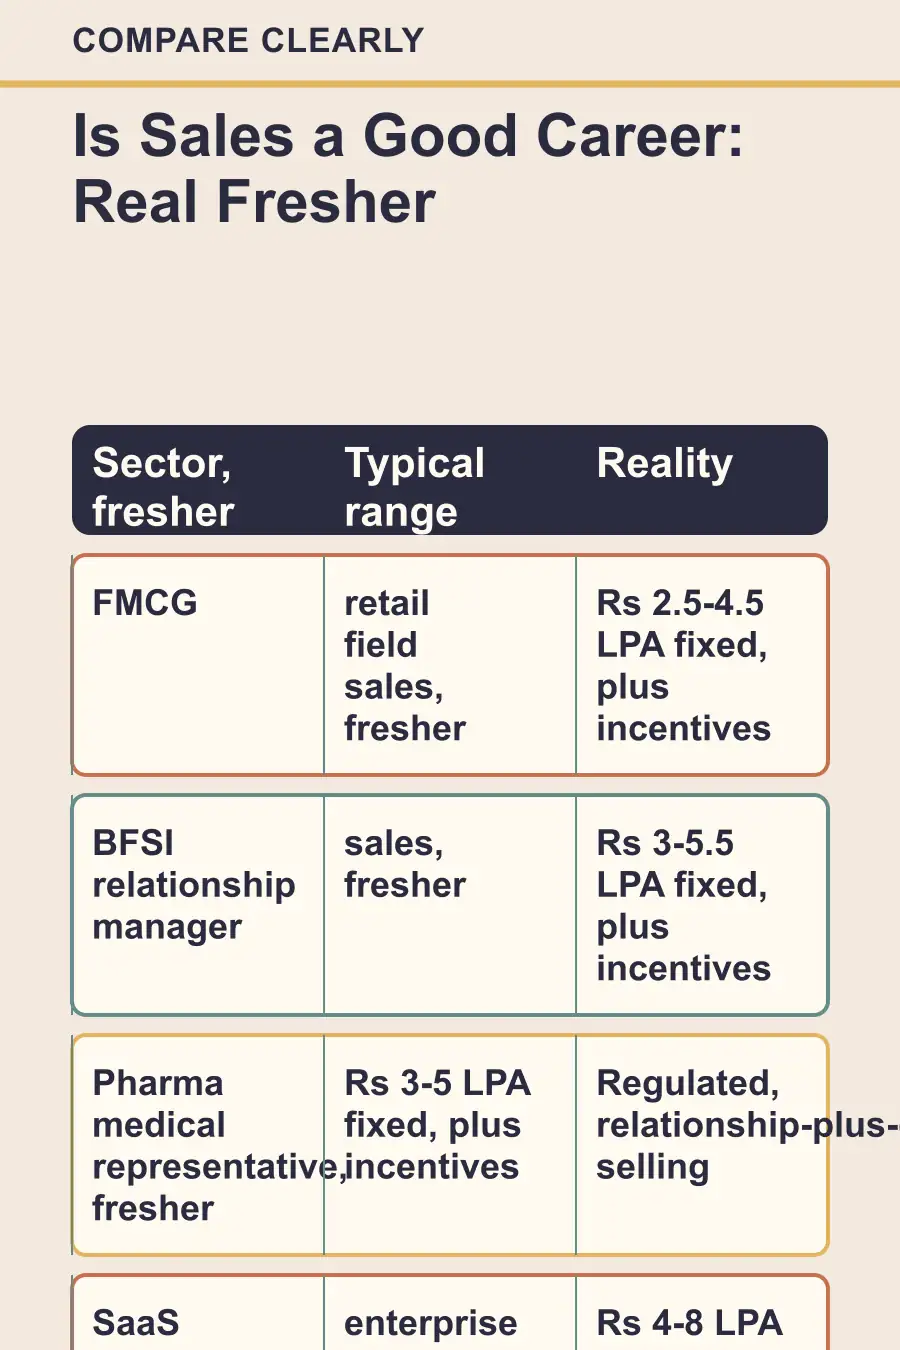 COMPARE CLEARLY
Is Sales a Good Career:
Real Fresher
Sector,
fresher
Typical
range
Reality
FMCG
retail
field
sales,
fresher
Rs 2.5-4.5
LPA fixed,
plus
incentives
BFSI
relationship
manager
sales,
fresher
Rs 3-5.5
LPA fixed,
plus
incentives
Pharma
medical
representative,
fresher
Rs 3-5 LPA
fixed, plus
incentives
Regulated,
relationship-plus-
selling
SaaS
enterprise
Rs 4-8 LPA